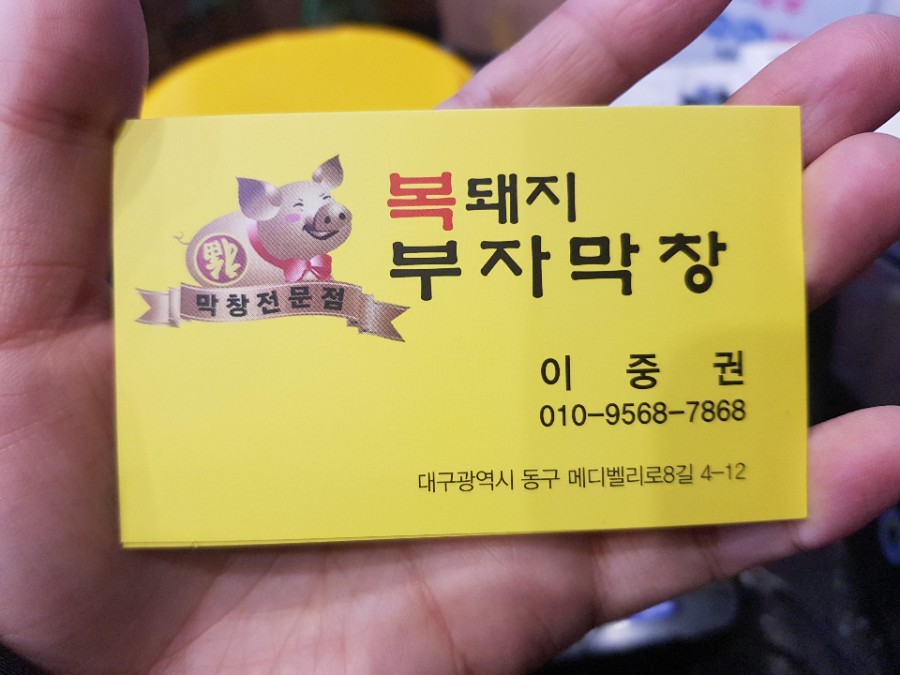 복돼지
부자막창
福
막창전문점
이중권
010-9568-7868
대구광역시 동구 메디벨리로8길 4-12